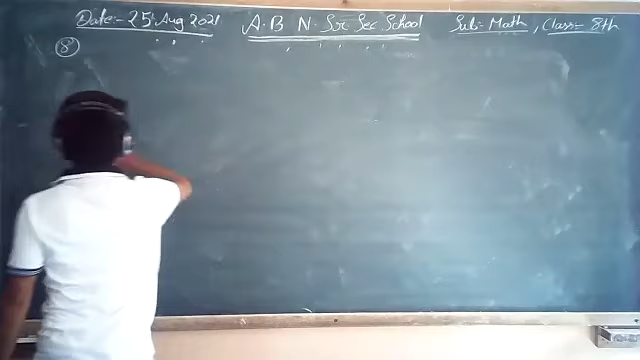 Date:- 25 Aug 2021 A. B. N. Sr. Sec. School Sub:- Math, Class= 8th
8